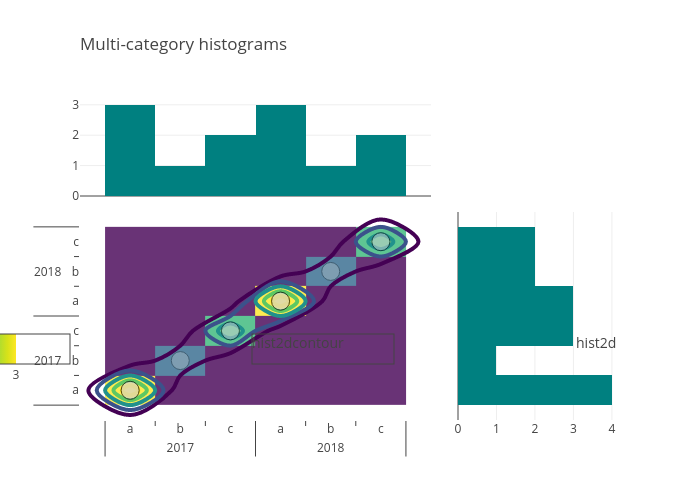 Multi-category histograms
3
2
1
0
c
2018 b
a
c
hist2dcontour
hist2d
2017 b
3
a
a b c a b c
0 1 2 3 4
2017 2018